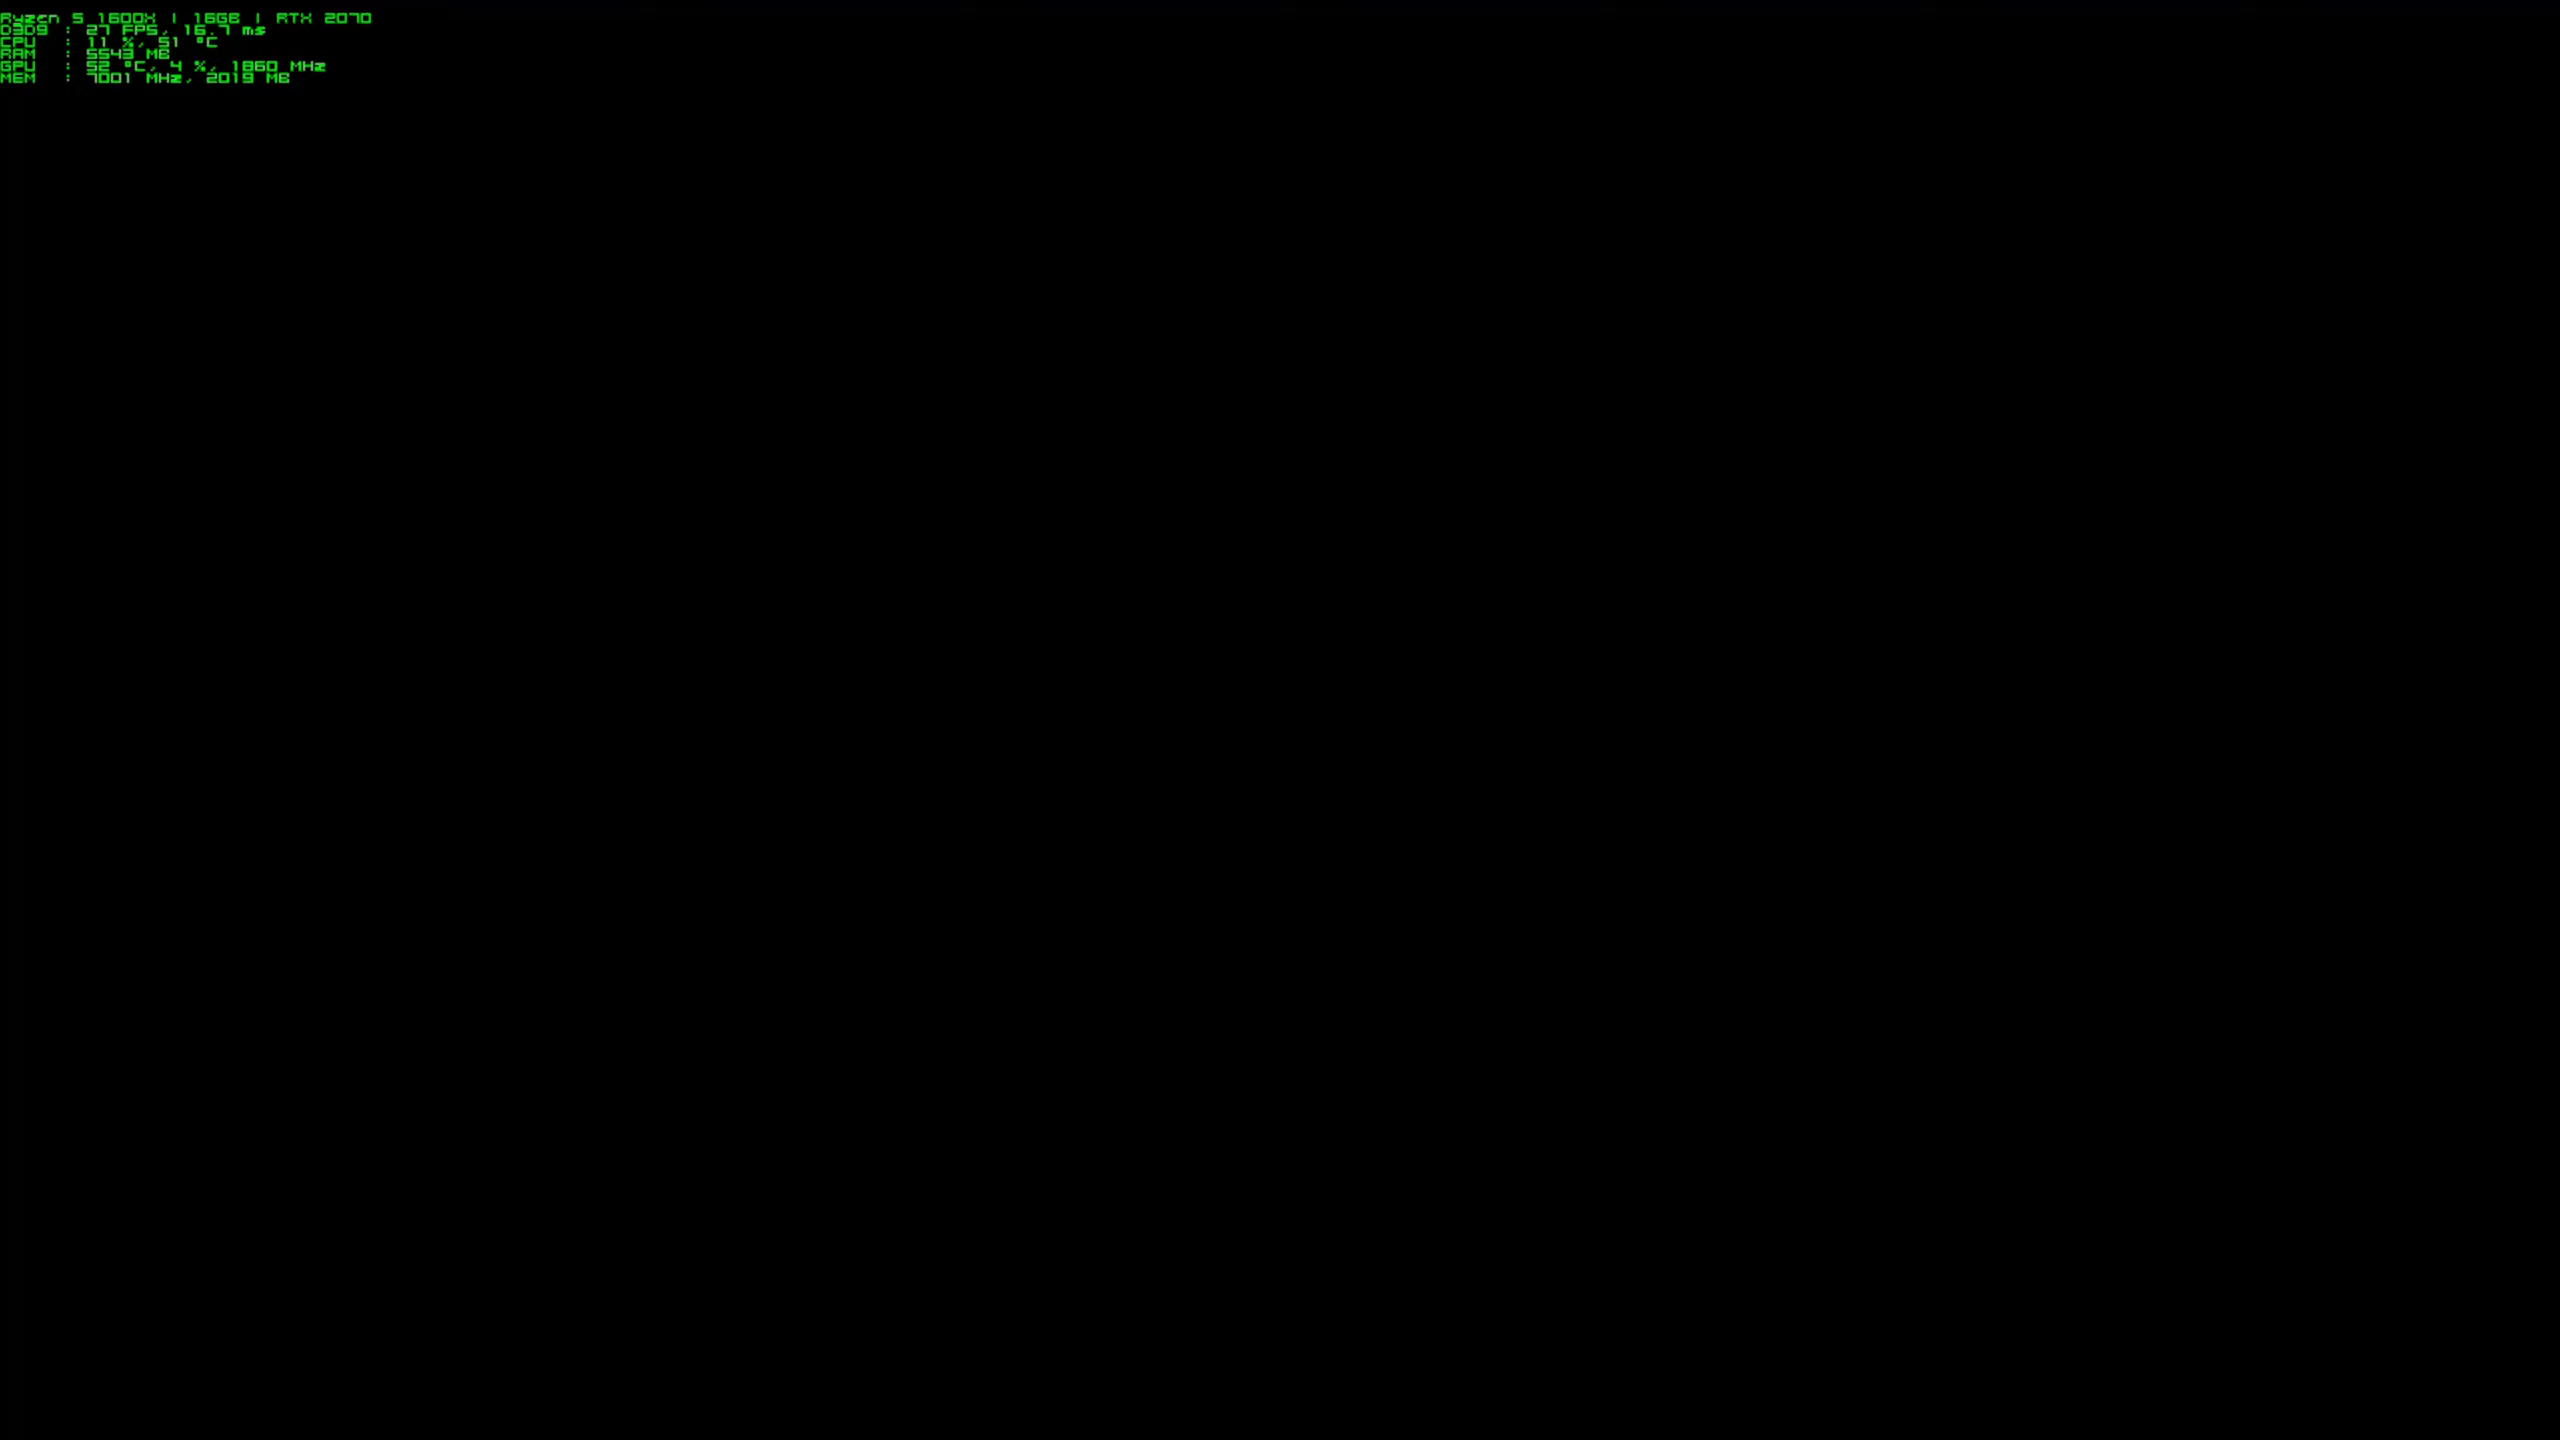 Ryzen 5 1600X | 16GB | RTX 2070
D3D9 : 27 FPS, 16.7 ms
CPU : 11 %, 51 °C
RAM : 5543 MB
GPU : 52 °C, 4 %, 1860 MHz
MEM : 7001 MHz, 2019 MB